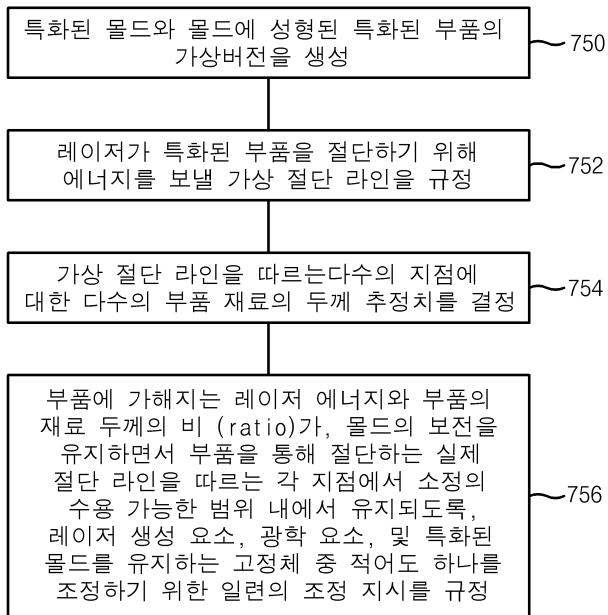 특화된 몰드와 몰드에 성형된 특화된 부품의
가상버전을 생성
750
레이저가 특화된 부품을 절단하기 위해
에너지를 보낼 가상 절단 라인을 규정
752
가상 절단 라인을 따르는다수의 지점에
대한 다수의 부품 재료의 두께 추정치를 결정
754
부품에 가해지는 레이저 에너지와 부품의
재료 두께의 비 (ratio)가, 몰드의 보전을
유지하면서 부품을 통해 절단하는 실제
절단 라인을 따르는 각 지점에서 소정의
수용 가능한 범위 내에서 유지되도록,
레이저 생성 요소, 광학 요소, 및 특화된
몰드를 유지하는 고정체 중 적어도 하나를
조정하기 위한 일련의 조정 지시를 규정
756